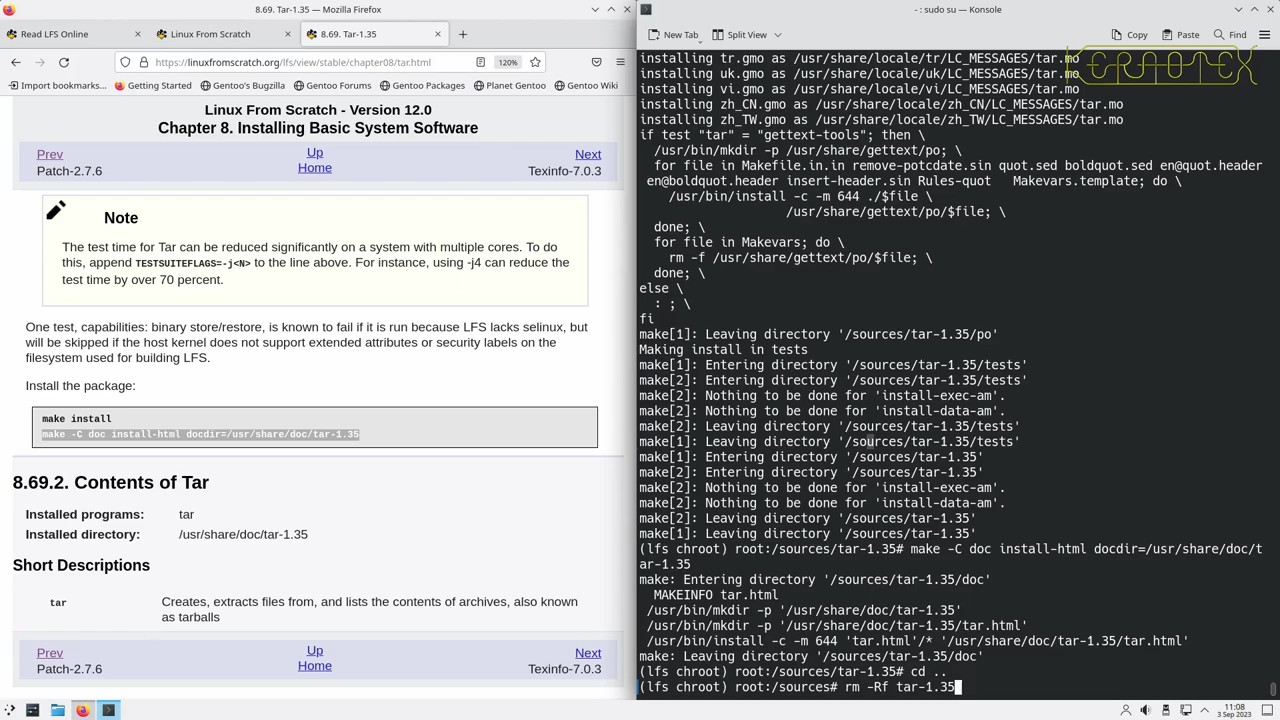 8.69. Tar-1.35 — Mozilla Firefox
Read LFS Online
Linux From Scratch
8.69. Tar-1.35
https://linuxfromscratch.org/lfs/view/stable/chapter08/tar.html
120%
Import bookmarks...
Getting Started
Gentoo's Bugzilla
Gentoo Forums
Gentoo Packages
Planet Gentoo
Gentoo Wiki
Linux From Scratch - Version 12.0
Chapter 8. Installing Basic System Software
Prev
Up
Next
Patch-2.7.6
Home
Texinfo-7.0.3
Note
The test time for Tar can be reduced significantly on a system with multiple cores. To do
this, append TESTSUITEFLAGS=-j<N> to the line above. For instance, using -j4 can reduce the
test time by over 70 percent.
One test, capabilities: binary store/restore, is known to fail if it is run because LFS lacks selinux, but
will be skipped if the host kernel does not support extended attributes or security labels on the
filesystem used for building LFS.
Install the package:
make install
make -C doc install-html docdir=/usr/share/doc/tar-1.35
8.69.2. Contents of Tar
Installed programs: tar
Installed directory: /usr/share/doc/tar-1.35
Short Descriptions
tar
Creates, extracts files from, and lists the contents of archives, also known
as tarballs
Prev
Up
Next
Patch-2.7.6
Home
Texinfo-7.0.3
- : sudo su — Konsole
New Tab
Split View
Copy
Paste
Find
installing tr.gmo as /usr/share/locale/tr/LC_MESSAGES/tar.mo
installing uk.gmo as /usr/share/locale/uk/LC_MESSAGES/tar.mo
installing vi.gmo as /usr/share/locale/vi/LC_MESSAGES/tar.mo
installing zh_CN.gmo as /usr/share/locale/zh_CN/LC_MESSAGES/tar.mo
installing zh_TW.gmo as /usr/share/locale/zh_TW/LC_MESSAGES/tar.mo
if test "tar" = "gettext-tools"; then \
/usr/bin/mkdir -p /usr/share/gettext/po; \
for file in Makefile.in.in remove-potcdate.sin quot.sed boldquot.sed en@quot.header
en@boldquot.header insert-header.sin Rules-quot Makevars.template; do \
/usr/bin/install -c -m 644 ./$file \
/usr/share/gettext/po/$file; \
done; \
for file in Makevars; do \
rm -f /usr/share/gettext/po/$file; \
done; \
else \
: ; \
fi
make[1]: Leaving directory '/sources/tar-1.35/po'
Making install in tests
make[1]: Entering directory '/sources/tar-1.35/tests'
make[2]: Entering directory '/sources/tar-1.35/tests'
make[2]: Nothing to be done for 'install-exec-am'.
make[2]: Nothing to be done for 'install-data-am'.
make[2]: Leaving directory '/sources/tar-1.35/tests'
make[1]: Leaving directory '/sources/tar-1.35/tests'
make[1]: Entering directory '/sources/tar-1.35'
make[2]: Entering directory '/sources/tar-1.35'
make[2]: Nothing to be done for 'install-exec-am'.
make[2]: Nothing to be done for 'install-data-am'.
make[2]: Leaving directory '/sources/tar-1.35'
make[1]: Leaving directory '/sources/tar-1.35'
(lfs chroot) root:/sources/tar-1.35# make -C doc install-html docdir=/usr/share/doc/t
ar-1.35
make: Entering directory '/sources/tar-1.35/doc'
MAKEINFO tar.html
/usr/bin/mkdir -p '/usr/share/doc/tar-1.35'
/usr/bin/mkdir -p '/usr/share/doc/tar-1.35/tar.html'
/usr/bin/install -c -m 644 'tar.html'/* '/usr/share/doc/tar-1.35/tar.html'
make: Leaving directory '/sources/tar-1.35/doc'
(lfs chroot) root:/sources/tar-1.35# cd ..
(lfs chroot) root:/sources# rm -Rf tar-1.35
11:08
3 Sep 2023